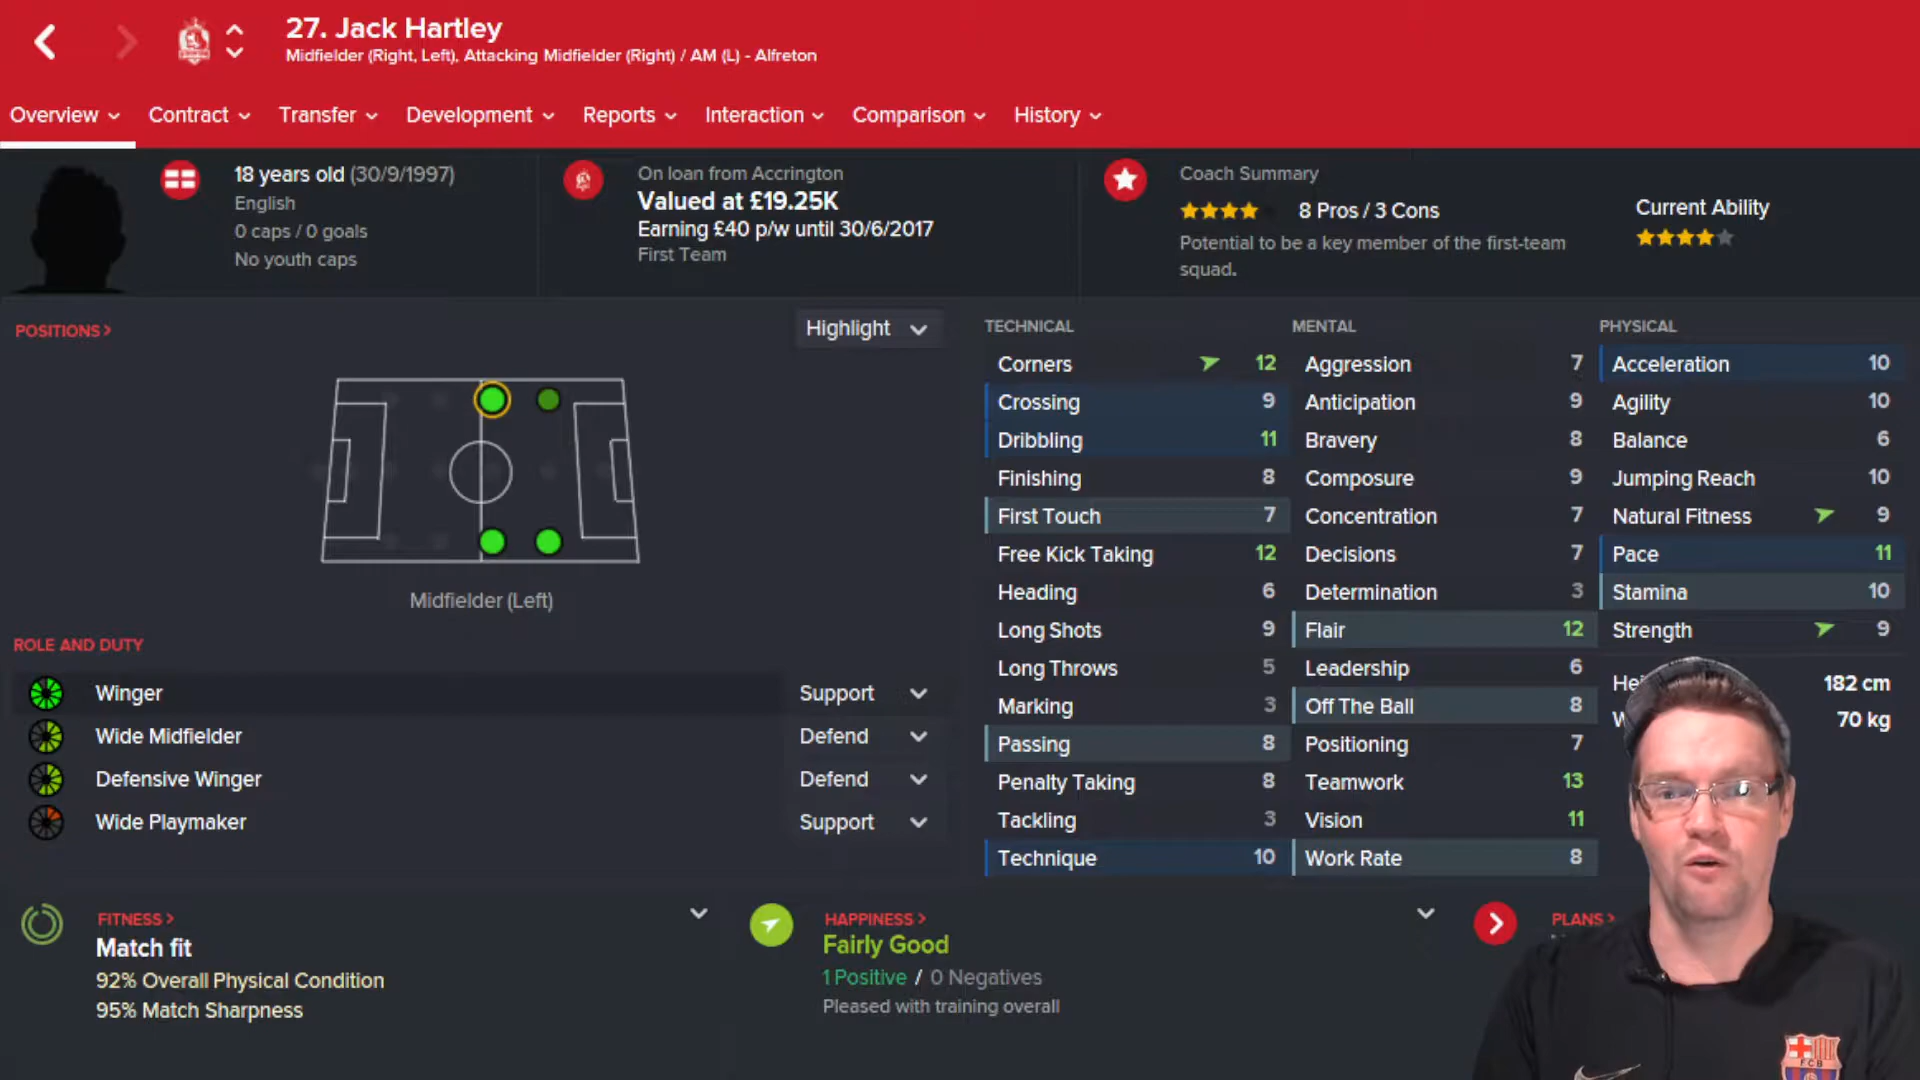 27. Jack Hartley
Midfielder (Right, Left), Attacking Midfielder (Right) / AM (L) - Alfreton
Overview
Contract
Transfer
Development
Reports
Interaction
Comparison
History
18 years old (30/9/1997)
English
0 caps / 0 goals
No youth caps
On loan from Accrington
Valued at £19.25K
Earning £40 p/w until 30/6/2017
First Team
Coach Summary
8 Pros / 3 Cons
Potential to be a key member of the first-team
squad.
Current Ability
POSITIONS >
Highlight
Midfielder (Left)
ROLE AND DUTY
Winger Support
Wide Midfielder Defend
Defensive Winger Defend
Wide Playmaker Support
TECHNICAL
Corners 12
Crossing 9
Dribbling 11
Finishing 8
First Touch 7
Free Kick Taking 12
Heading 6
Long Shots 9
Long Throws 5
Marking 3
Passing 8
Penalty Taking 8
Tackling 3
Technique 10
MENTAL
Aggression 7
Anticipation 9
Bravery 8
Composure 9
Concentration 7
Decisions 7
Determination 3
Flair 12
Leadership 6
Off The Ball 8
Positioning 7
Teamwork 13
Vision 11
Work Rate 8
PHYSICAL
Acceleration 10
Agility 10
Balance 6
Jumping Reach 10
Natural Fitness 9
Pace 11
Stamina 10
Strength 9
182 cm
70 kg
FITNESS >
Match fit
92% Overall Physical Condition
95% Match Sharpness
HAPPINESS >
Fairly Good
1 Positive / 0 Negatives
Pleased with training overall
PLANS >
FCB